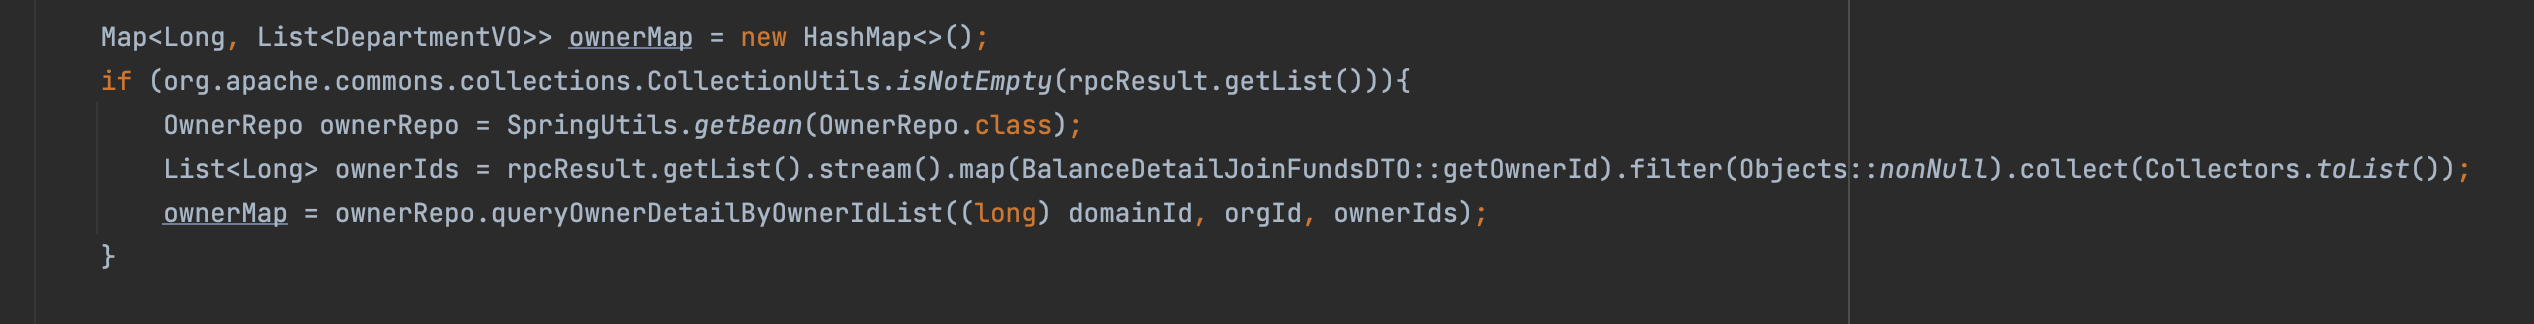 Map<Long, List<DepartmentVO>> ownerMap = new HashMap<>();
if (org.apache.commons.collections.CollectionUtils.isNotEmpty(rpcResult.getList())){
OwnerRepo ownerRepo = SpringUtils.getBean(OwnerRepo.class);
List<Long> ownerIds = rpcResult.getList().stream().map(BalanceDetailJoinFundsDTO::getOwnerId).filter(Objects::nonNull).collect(Collectors.toList());
ownerMap = ownerRepo.queryOwnerDetailByOwnerIdList((long) domainId, orgId, ownerIds);
}